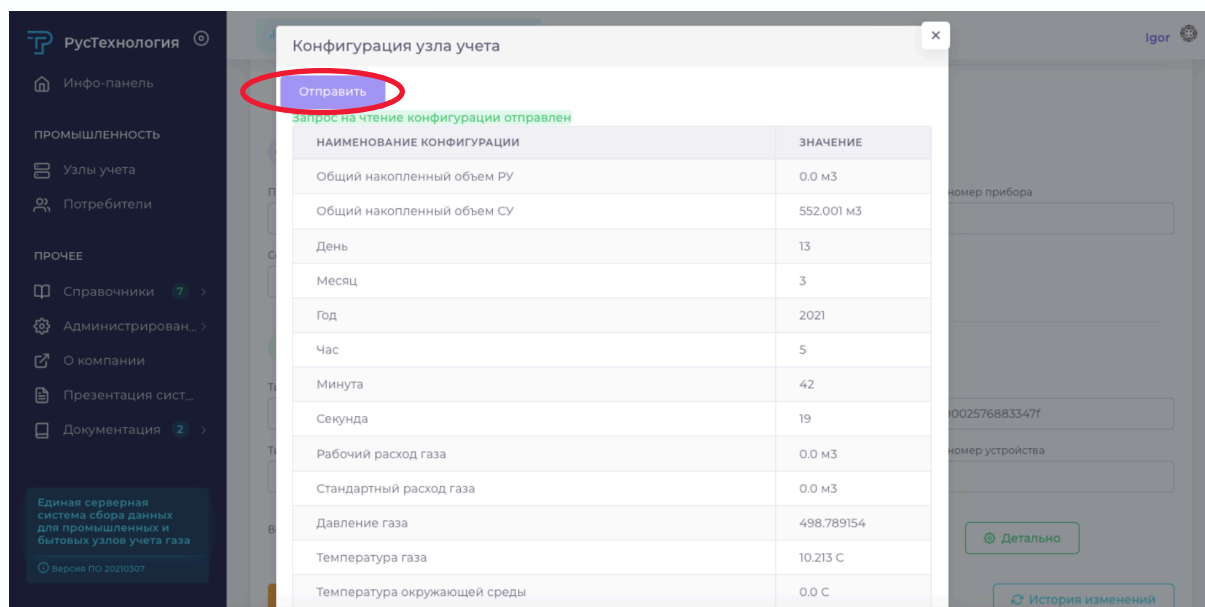 РусТехнология
Инфо-панель
ПРОМЫШЛЕННОСТЬ
Узлы учета
Потребители
ПРОЧЕЕ
Справочники 7
Администрирован...
О компании
Презентация сист...
Документация 2
Единая серверная
система сбора данных
для промышленных и
бытовых узлов учета газа
Версия ПО 20210307
Igor
Конфигурация узла учета
Отправить
Запрос на чтение конфигурации отправлен
НАИМЕНОВАНИЕ КОНФИГУРАЦИИ ЗНАЧЕНИЕ
Общий накопленный объем РУ 0.0 м3
Общий накопленный объем СУ 552.001 м3
День 13
Месяц 3
Год 2021
Час 5
Минута 42
Секунда 19
Рабочий расход газа 0.0 м3
Стандартный расход газа 0.0 м3
Давление газа 498.789154
Температура газа 10.213 С
Температура окружающей среды 0.0 С
номер прибора
002576883347f
номер устройства
Детально
История изменений